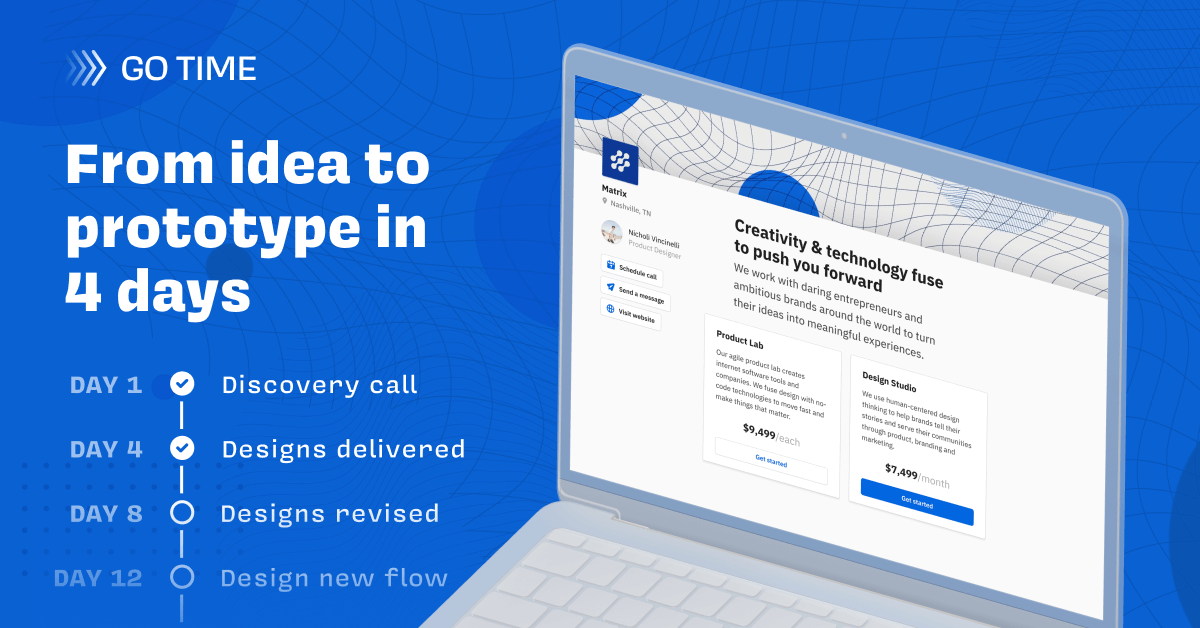 GO TIME
From idea to
prototype in
4 days
DAY 1 Discovery call
DAY 4 Designs delivered
DAY 8 Designs revised
DAY 12 Design new flow
Matrix
Nashville, TN
Nicholi Vincinelli
Product Designer
Schedule call
Send a message
Visit website
Creativity & technology fuse
to push you forward
We work with daring entrepreneurs and
ambitious brands around the world to turn
their ideas into meaningful experiences.
Product Lab
Our agile product lab creates
internet software tools and
companies. We fuse design with no-
code technologies to move fast and
make things that matter.
$9,499/each
Get started
Design Studio
We use human-centered design
thinking to help brands tell their
stories and serve their communities
through product, branding and
marketing.
$7,499/month
Get started